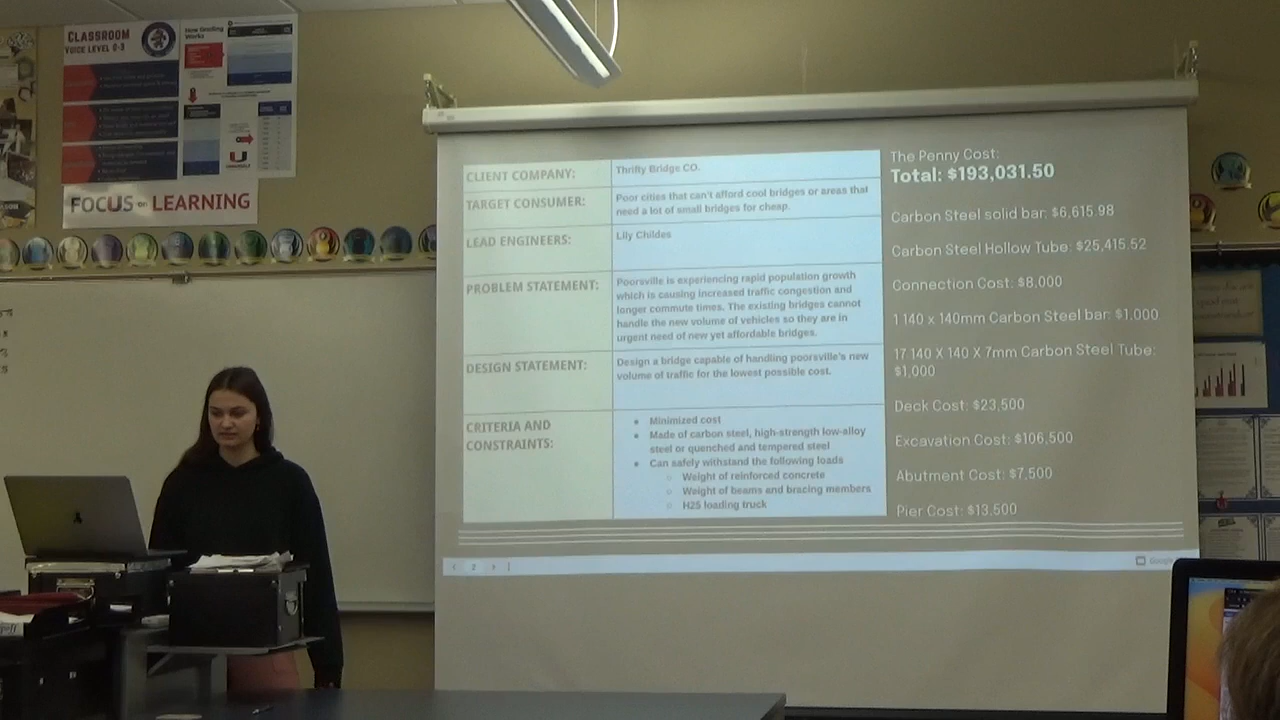 CLASSROOM
VOICE LEVEL 0-3
How Grading
Works
FOCUS on LEARNING
CLIENT COMPANY:
Thrifty Bridge CO.
TARGET CONSUMER:
Poor cities that can't afford cool bridges or areas that
need a lot of small bridges for cheap.
LEAD ENGINEERS:
Lily Childes
PROBLEM STATEMENT:
Poorsville is experiencing rapid population growth
which is causing increased traffic congestion and
longer commute times. The existing bridges cannot
handle the new volume of vehicles so they are in
urgent need of new yet affordable bridges.
DESIGN STATEMENT:
Design a bridge capable of handling poorsville's new
volume of traffic for the lowest possible cost.
CRITERIA AND
CONSTRAINTS:
Minimized cost
Made of carbon steel, high-strength low-alloy
steel or quenched and tempered steel
Can safely withstand the following loads
Weight of reinforced concrete
Weight of beams and bracing members
H25 loading truck
The Penny Cost:
Total: $193,031.50
Carbon Steel solid bar: $6,615.98
Carbon Steel Hollow Tube: $25,415.52
Connection Cost: $8,000
1 140 x 140mm Carbon Steel bar: $1,000
17 140 X 140 X 7mm Carbon Steel Tube:
$1,000
Deck Cost: $23,500
Excavation Cost: $106,500
Abutment Cost: $7,500
Pier Cost: $13,500
2